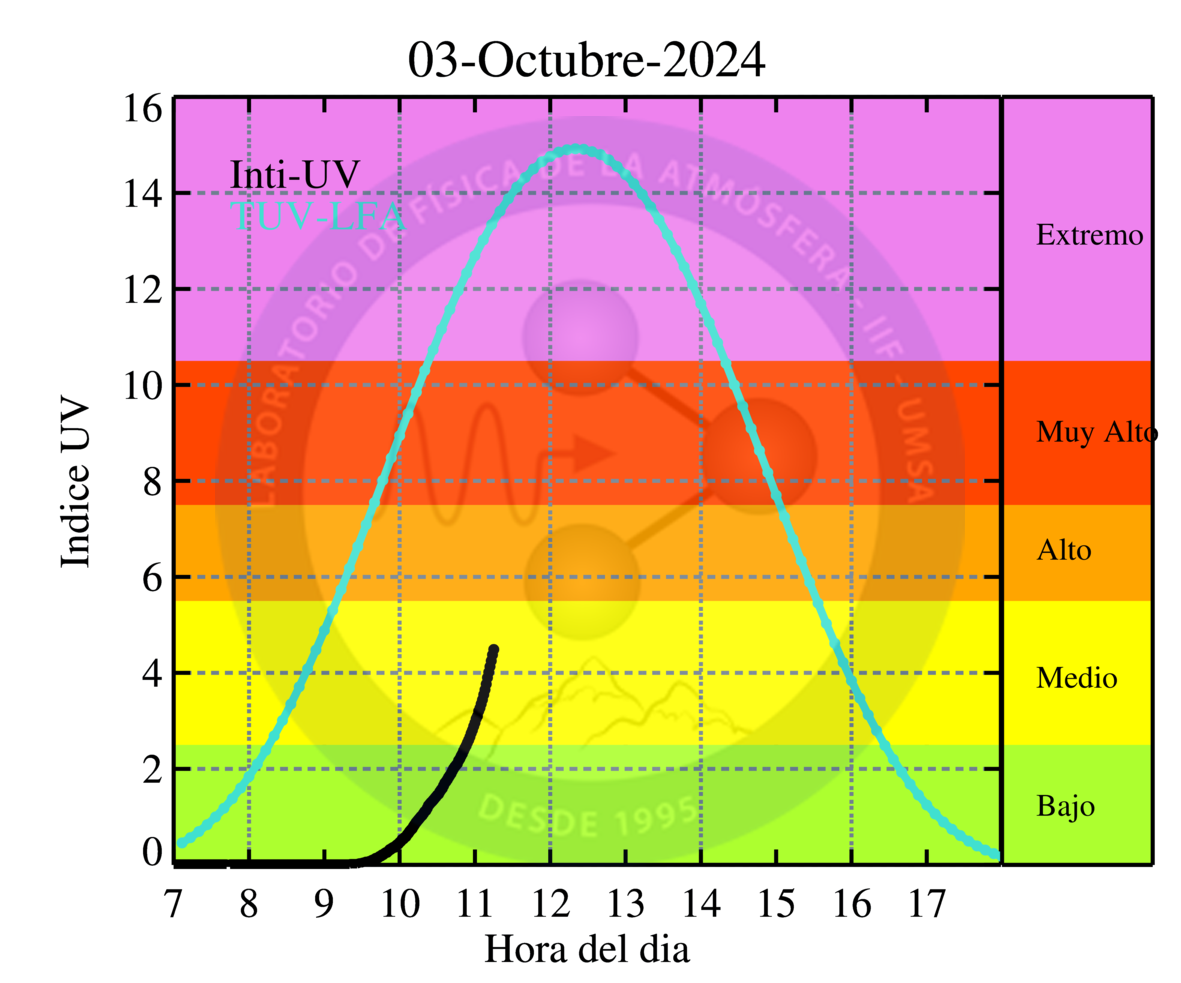 03-Octubre-2024
Inti-UV
TUV-LFA
LABORATORIO DE FÍSICA DE LA ATMÓSFERA - IIF - UMSA
DESDE 1995
Indice UV
16
14
12
10
8
6
4
2
0
Extremo
Muy Alto
Alto
Medio
Bajo
7 8 9 10 11 12 13 14 15 16 17
Hora del dia